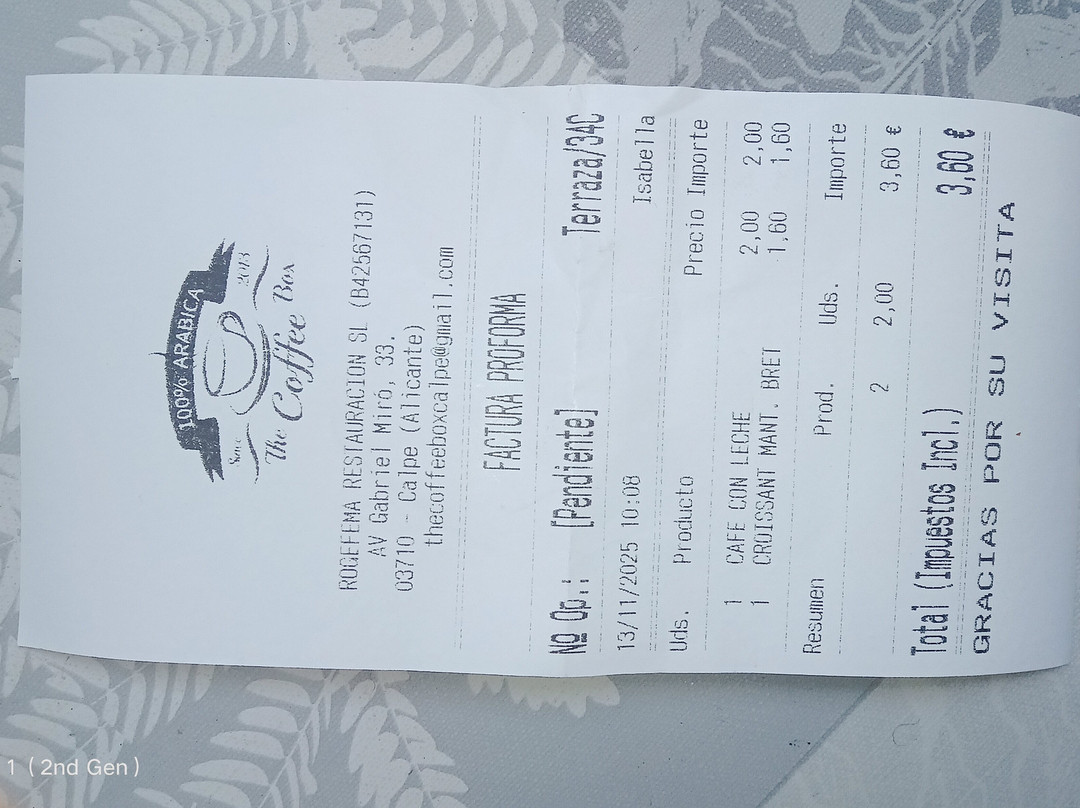 100% ARABICA
Since 2013
The Coffee Box
ROGEFEMA RESTAURACION SL (B42567131)
AV Gabriel Miró, 33.
03710 - Calpe (Alicante)
thecoffeeboxcalpe@gmail.com
FACTURA PROFORMA
Nº Op.: [Pendiente] Terraza/34C
13/11/2025 10:08 Isabella
Uds. Producto Precio Importe
1 CAFE CON LECHE 2,00 2,00
1 CROISSANT MANT. BRET 1,60 1,60
Resumen Prod. Uds. Importe
2 2,00 3,60 €
Total (Impuestos Incl.) 3,60 €
GRACIAS POR SU VISITA
1 (2nd Gen)